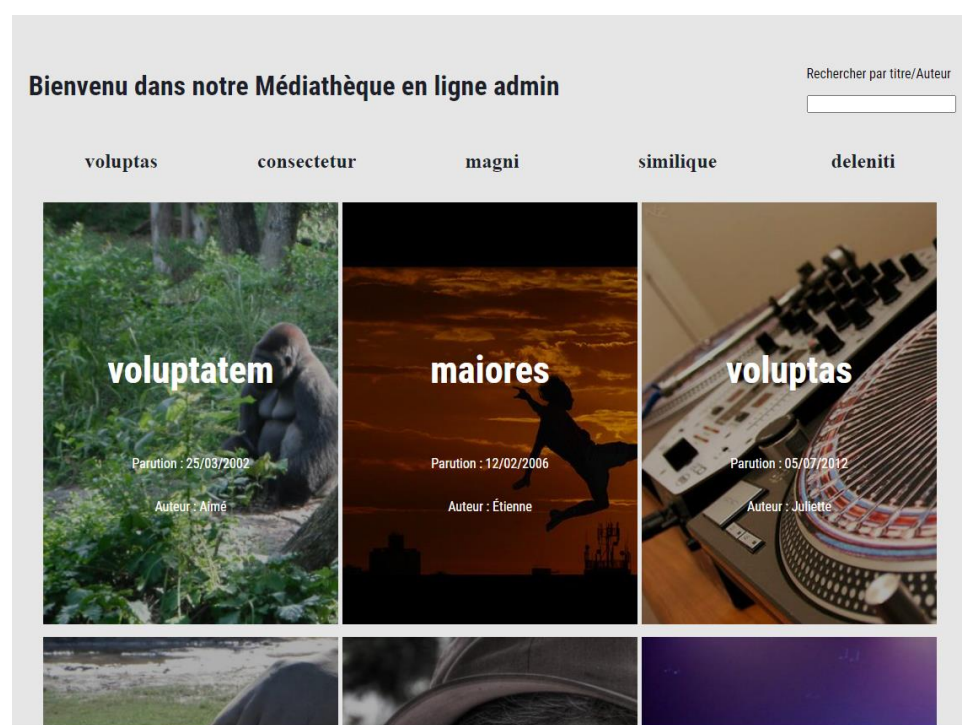 Bienvenu dans notre Médiathèque en ligne admin
Rechercher par titre/Auteur
voluptas consectetur magni similique deleniti
voluptatem
Parution : 25/03/2002
Auteur : Aimé
maiores
Parution : 12/02/2006
Auteur : Étienne
voluptas
Parution : 05/07/2012
Auteur : Juliette